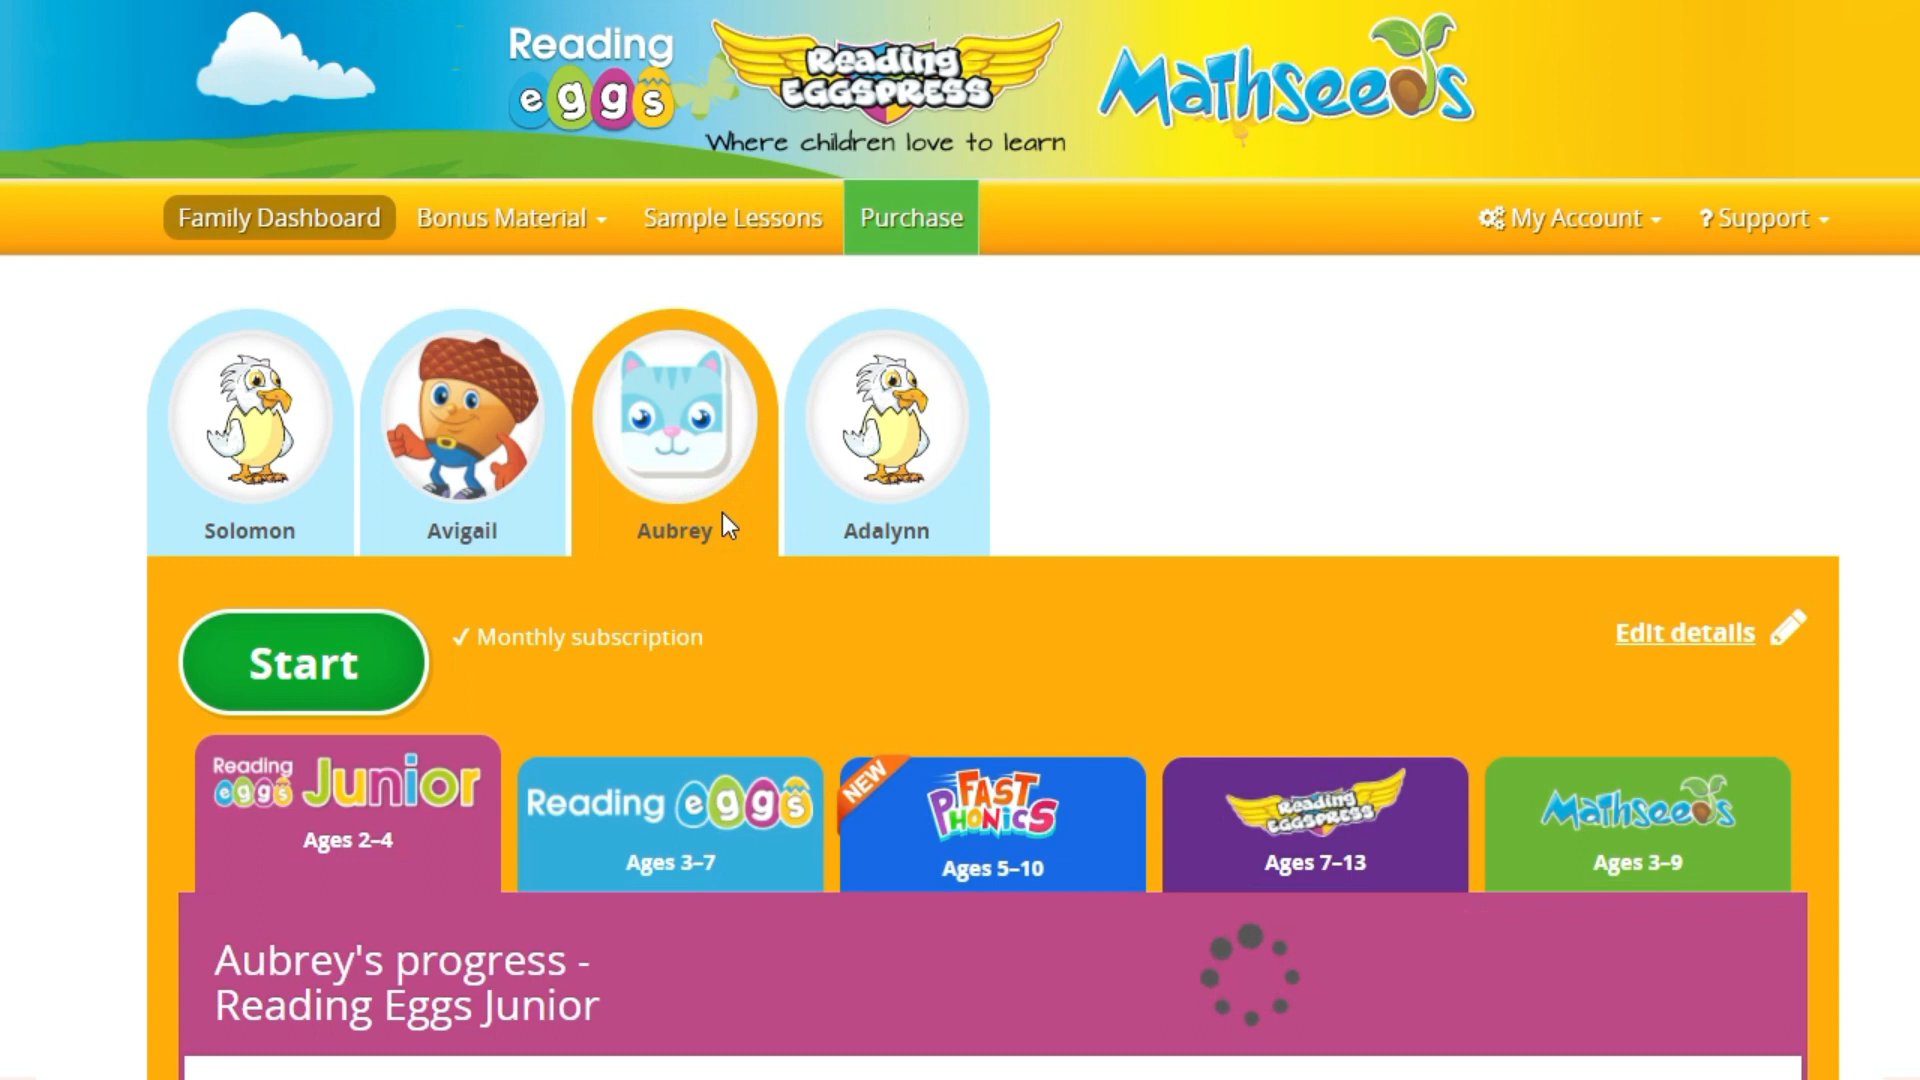 Reading
eggs
Reading
EGGSPRESS
Mathseeds
Where children love to learn
Family Dashboard
Bonus Material
Sample Lessons
Purchase
My Account
? Support
Solomon
Avigail
Aubrey
Adalynn
Start
✓ Monthly subscription
Edit details
Reading
eggs Junior
Ages 2–4
Reading eggs
Ages 3–7
NEW
FAST
PHONICS
Ages 5–10
Reading
EGGSPRESS
Ages 7–13
Mathseeds
Ages 3–9
Aubrey's progress -
Reading Eggs Junior